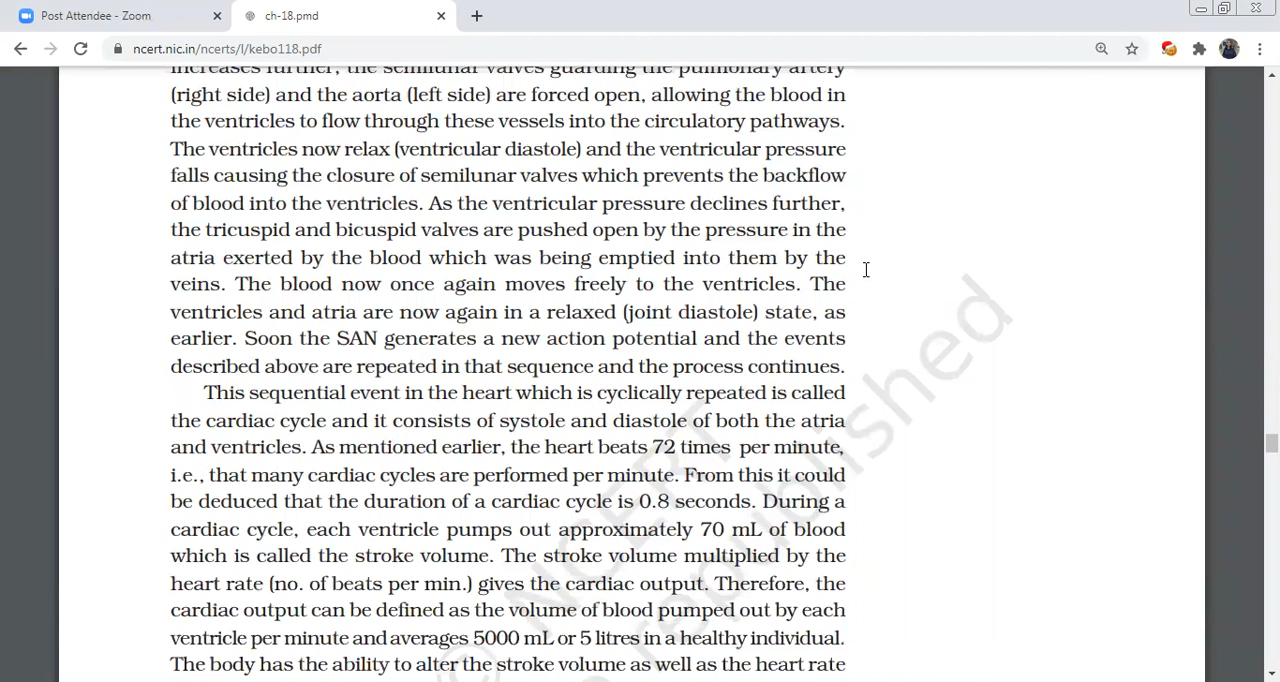 Post Attendee - Zoom
ch-18.pmd
ncert.nic.in/ncerts/l/kebo118.pdf
increases further, the semilunar valves guarding the pulmonary artery
(right side) and the aorta (left side) are forced open, allowing the blood in
the ventricles to flow through these vessels into the circulatory pathways.
The ventricles now relax (ventricular diastole) and the ventricular pressure
falls causing the closure of semilunar valves which prevents the backflow
of blood into the ventricles. As the ventricular pressure declines further,
the tricuspid and bicuspid valves are pushed open by the pressure in the
atria exerted by the blood which was being emptied into them by the
veins. The blood now once again moves freely to the ventricles. The
ventricles and atria are now again in a relaxed (joint diastole) state, as
earlier. Soon the SAN generates a new action potential and the events
described above are repeated in that sequence and the process continues.
This sequential event in the heart which is cyclically repeated is called
the cardiac cycle and it consists of systole and diastole of both the atria
and ventricles. As mentioned earlier, the heart beats 72 times per minute,
i.e., that many cardiac cycles are performed per minute. From this it could
be deduced that the duration of a cardiac cycle is 0.8 seconds. During a
cardiac cycle, each ventricle pumps out approximately 70 mL of blood
which is called the stroke volume. The stroke volume multiplied by the
heart rate (no. of beats per min.) gives the cardiac output. Therefore, the
cardiac output can be defined as the volume of blood pumped out by each
ventricle per minute and averages 5000 mL or 5 litres in a healthy individual.
The body has the ability to alter the stroke volume as well as the heart rate
© NCERT
republished